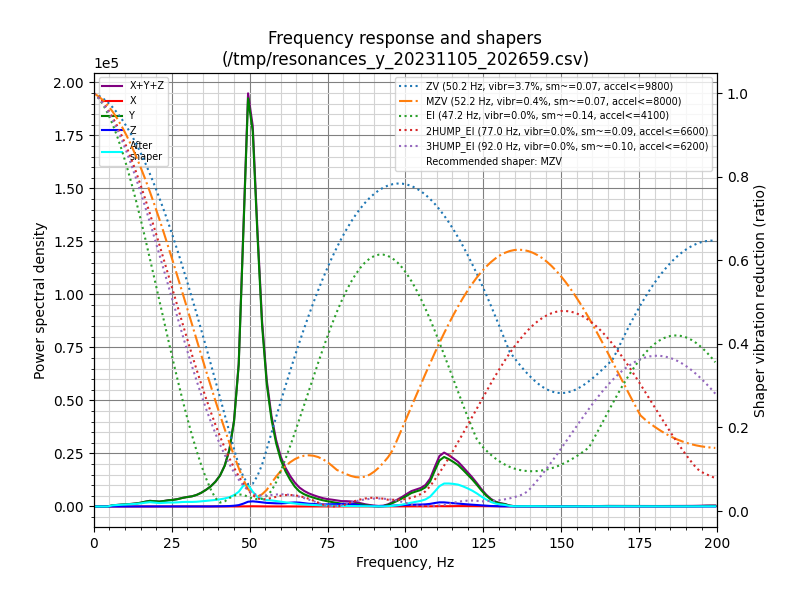 Frequency response and shapers
(/tmp/resonances_y_20231105_202659.csv)
1e5
X+Y+Z
X
Y
Z
After
shaper
ZV (50.2 Hz, vibr=3.7%, sm~=0.07, accel<=9800)
MZV (52.2 Hz, vibr=0.4%, sm~=0.07, accel<=8000)
EI (47.2 Hz, vibr=0.0%, sm~=0.14, accel<=4100)
2HUMP_EI (77.0 Hz, vibr=0.0%, sm~=0.09, accel<=6600)
3HUMP_EI (92.0 Hz, vibr=0.0%, sm~=0.10, accel<=6200)
Recommended shaper: MZV
Power spectral density
2.00
1.75
1.50
1.25
1.00
0.75
0.50
0.25
0.00
1.0
0.8
0.6
0.4
0.2
0.0
Shaper vibration reduction (ratio)
0 25 50 75 100 125 150 175 200
Frequency, Hz